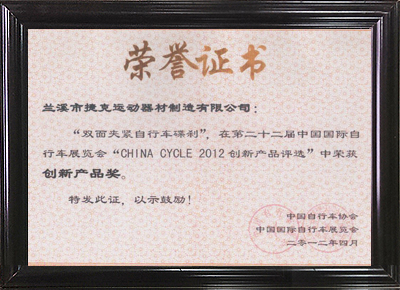 荣誉证书
兰溪市捷克运动器材制造有限公司：
“双面夹紧自行车碟刹”，在第二十二届中国国际自
行车展览会“CHINA CYCLE 2012 创新产品评选”中荣获
创新产品奖。
特发此证，以示鼓励！
中国自行车协会
中国国际自行车展览会
二〇一二年四月